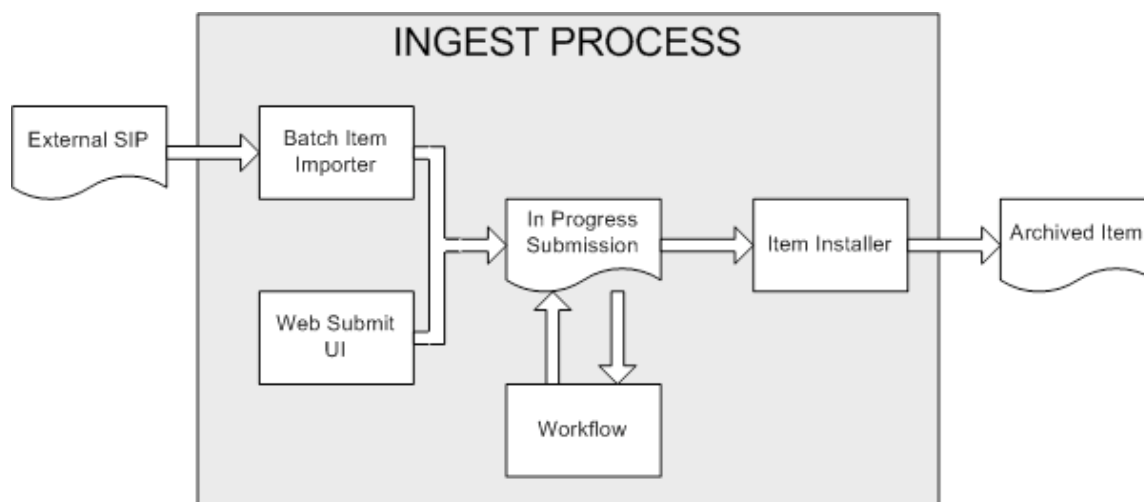 INGEST PROCESS
External SIP
Batch Item
Importer
In Progress
Submission
Item Installer
Archived Item
Web Submit
UI
Workflow